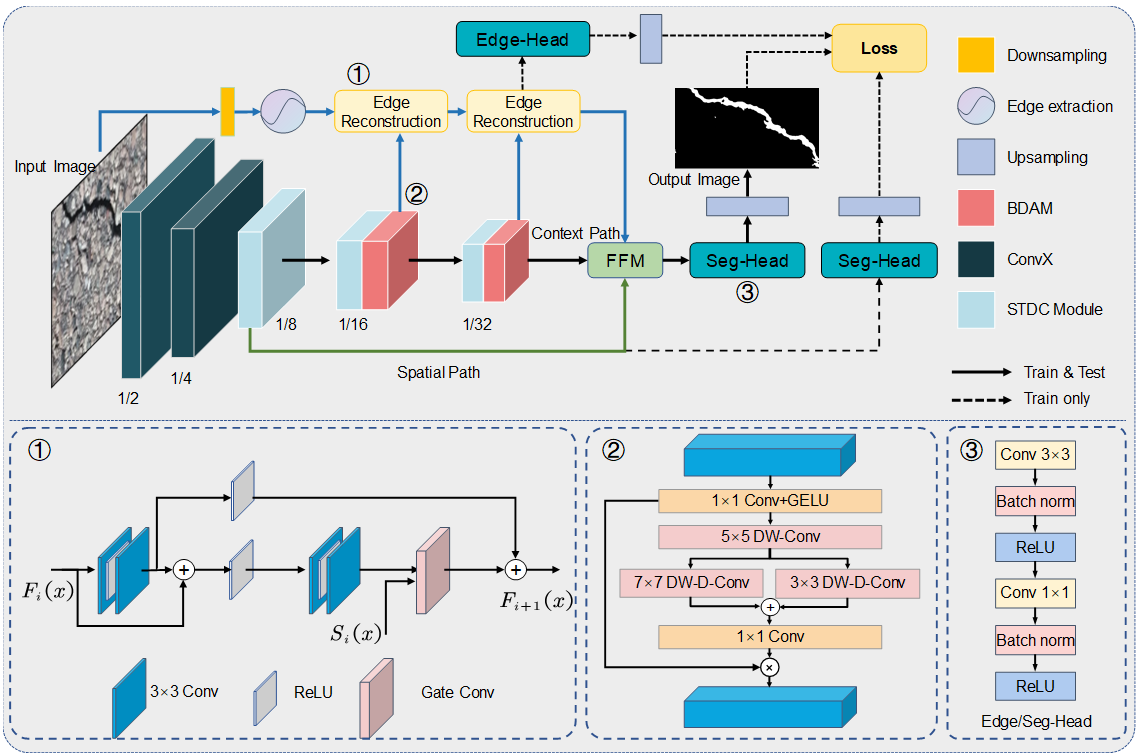 Edge-Head
Loss
Downsampling
①
Edge
Reconstruction
Edge
Reconstruction
Edge extraction
Input Image
Upsampling
②
Output Image
BDAM
Context Path
FFM
Seg-Head
Seg-Head
ConvX
③
1/8
1/16
1/32
STDC Module
1/4
1/2
Spatial Path
Train & Test
Train only
①
F_i(x)
S_i(x)
F_{i+1}(x)
3×3 Conv
ReLU
Gate Conv
②
1×1 Conv+GELU
5×5 DW-Conv
7×7 DW-D-Conv
3×3 DW-D-Conv
1×1 Conv
③
Conv 3×3
Batch norm
ReLU
Conv 1×1
Batch norm
ReLU
Edge/Seg-Head